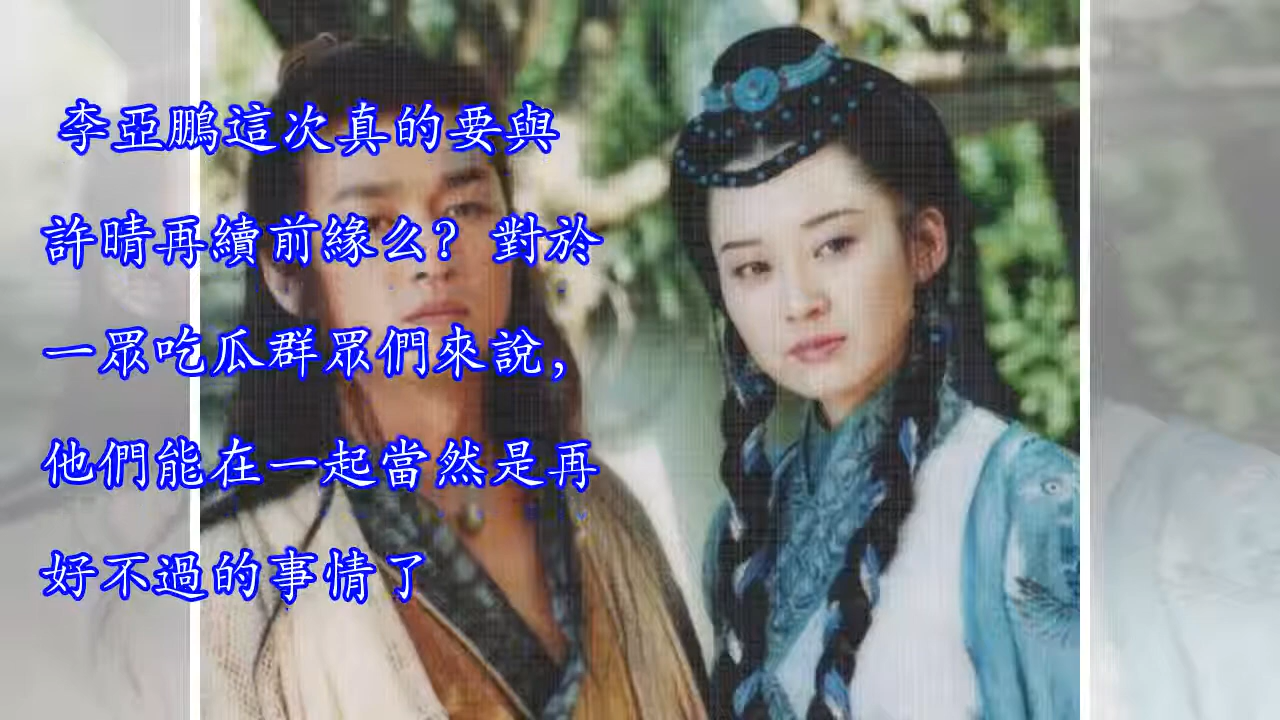 李亞鵬這次真的要與
許晴再續前緣么？對於
一眾吃瓜群眾們來說，
他們能在一起當然是再
好不過的事情了